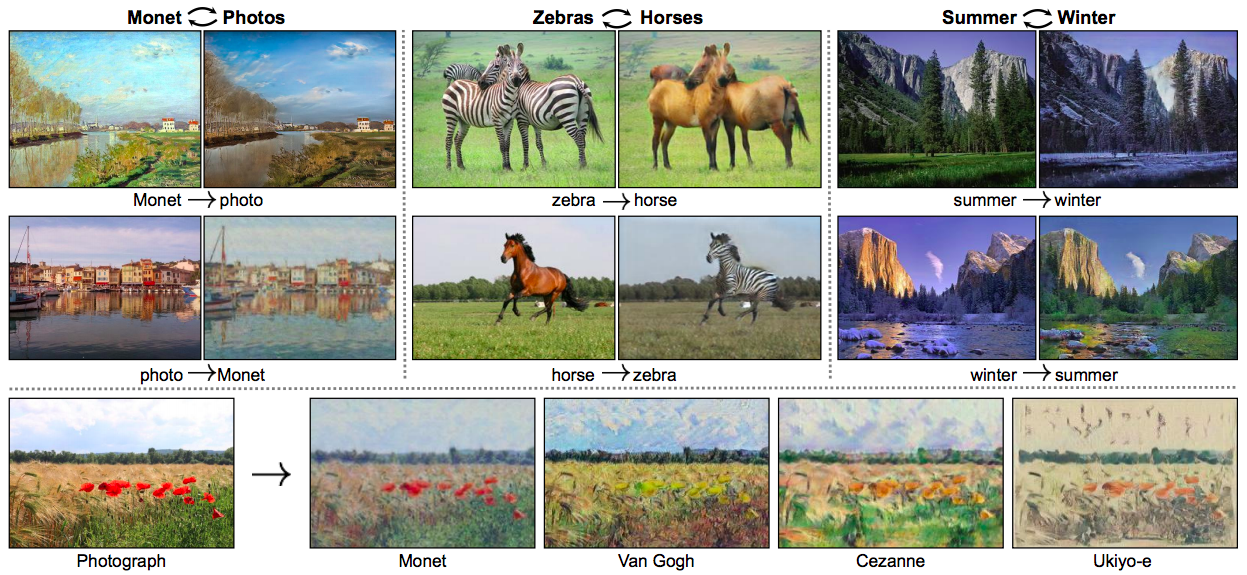 Monet Photos
Zebras Horses
Summer Winter
Monet → photo
zebra → horse
summer → winter
photo → Monet
horse → zebra
winter → summer
Photograph
Monet
Van Gogh
Cezanne
Ukiyo-e